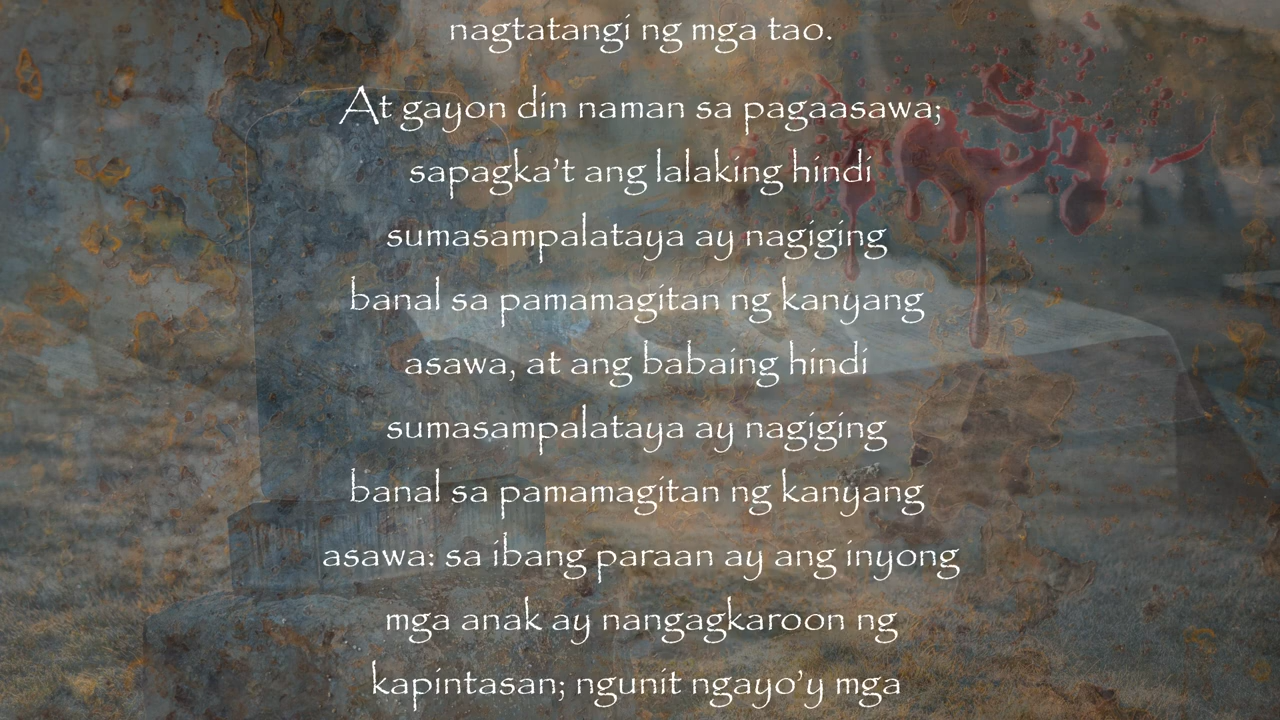 nagtatangi ng mga tao.
At gayon din naman sa pagaasawa;
sapagka’t ang lalaking hindi
sumasampalataya ay nagiging
banal sa pamamagitan ng kanyang
asawa, at ang babaing hindi
sumasampalataya ay nagiging
banal sa pamamagitan ng kanyang
asawa: sa ibang paraan ay ang inyong
mga anak ay nangagkaroon ng
kapintasan; ngunit ngayo’y mga